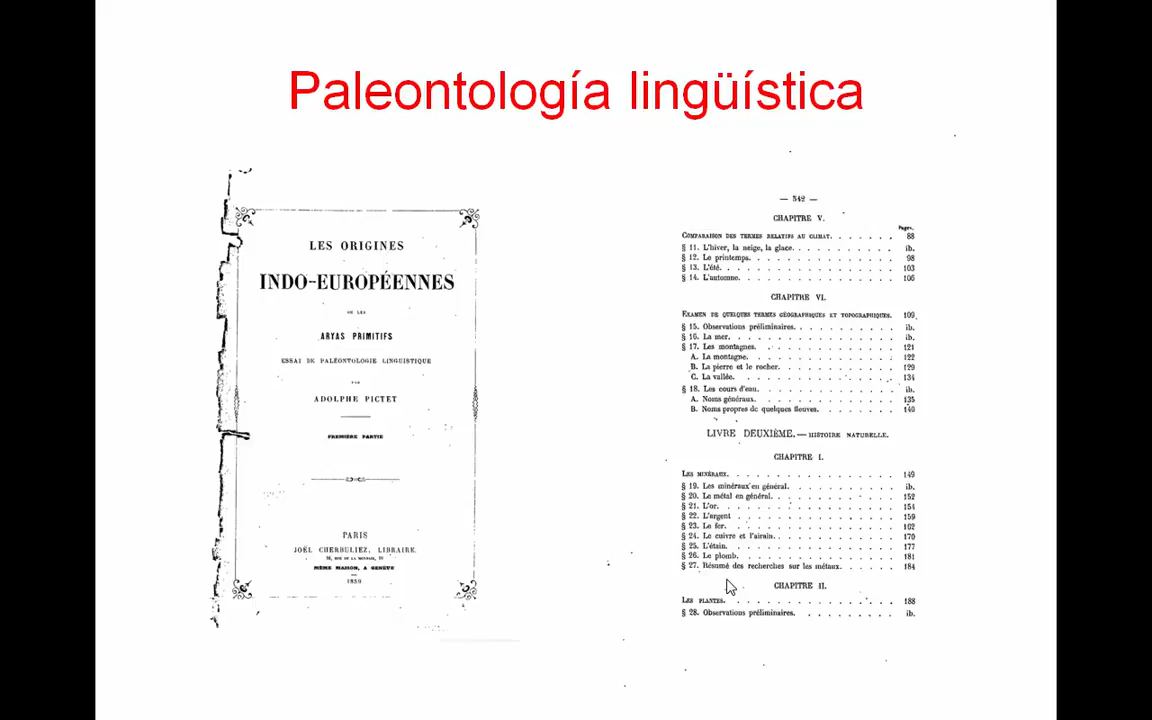 Paleontología lingüística
LES ORIGINES
INDO-EUROPÉENNES
OU LES
ARYAS PRIMITIFS
ESSAI DE PALÉONTOLOGIE LINGUISTIQUE
PAR
ADOLPHE PICTET
PREMIÈRE PARTIE
PARIS
JOËL CHERBULIEZ, LIBRAIRE
RUE DE LA MONNAIE, 10
MÊME MAISON, A GENÈVE
1859
— 542 —
CHAPITRE V.
Pages.
COMPARAISON DES TERMES RELATIFS AU CLIMAT. . . . . . . 88
§ 11. L'hiver, la neige, la glace. . . . . . . . . . ib.
§ 12. Le printemps. . . . . . . . . . . . . . 98
§ 13. L'été. . . . . . . . . . . . . . . . . 103
§ 14. L'automne. . . . . . . . . . . . . . . 106
CHAPITRE VI.
EXAMEN DE QUELQUES TERMES GÉOGRAPHIQUES ET TOPOGRAPHIQUES. 109
§ 15. Observations préliminaires. . . . . . . . . . ib.
§ 16. La mer. . . . . . . . . . . . . . . . ib.
§ 17. Les montagnes. . . . . . . . . . . . . 121
A. La montagne. . . . . . . . . . . . . . 122
B. La pierre et le rocher. . . . . . . . . . . 129
C. La vallée. . . . . . . . . . . . . . . 134
§ 18. Les cours d'eau. . . . . . . . . . . . . ib.
A. Noms généraux. . . . . . . . . . . . . 135
B. Noms propres de quelques fleuves. . . . . . . 140
LIVRE DEUXIÈME. — HISTOIRE NATURELLE.
CHAPITRE I.
LES MINÉRAUX. . . . . . . . . . . . . . . 149
§ 19. Les minéraux en général. . . . . . . . . . ib.
§ 20. Le métal en général. . . . . . . . . . . . 152
§ 21. L'or. . . . . . . . . . . . . . . . . 154
§ 22. L'argent . . . . . . . . . . . . . . . 159
§ 23. Le fer. . . . . . . . . . . . . . . . 162
§ 24. Le cuivre et l'airain. . . . . . . . . . . . 170
§ 25. L'étain. . . . . . . . . . . . . . . . 177
§ 26. Le plomb. . . . . . . . . . . . . . . 181
§ 27. Résumé des recherches sur les métaux. . . . . . 184
CHAPITRE II.
LES PLANTES. . . . . . . . . . . . . . . . 188
§ 28. Observations préliminaires. . . . . . . . . . ib.